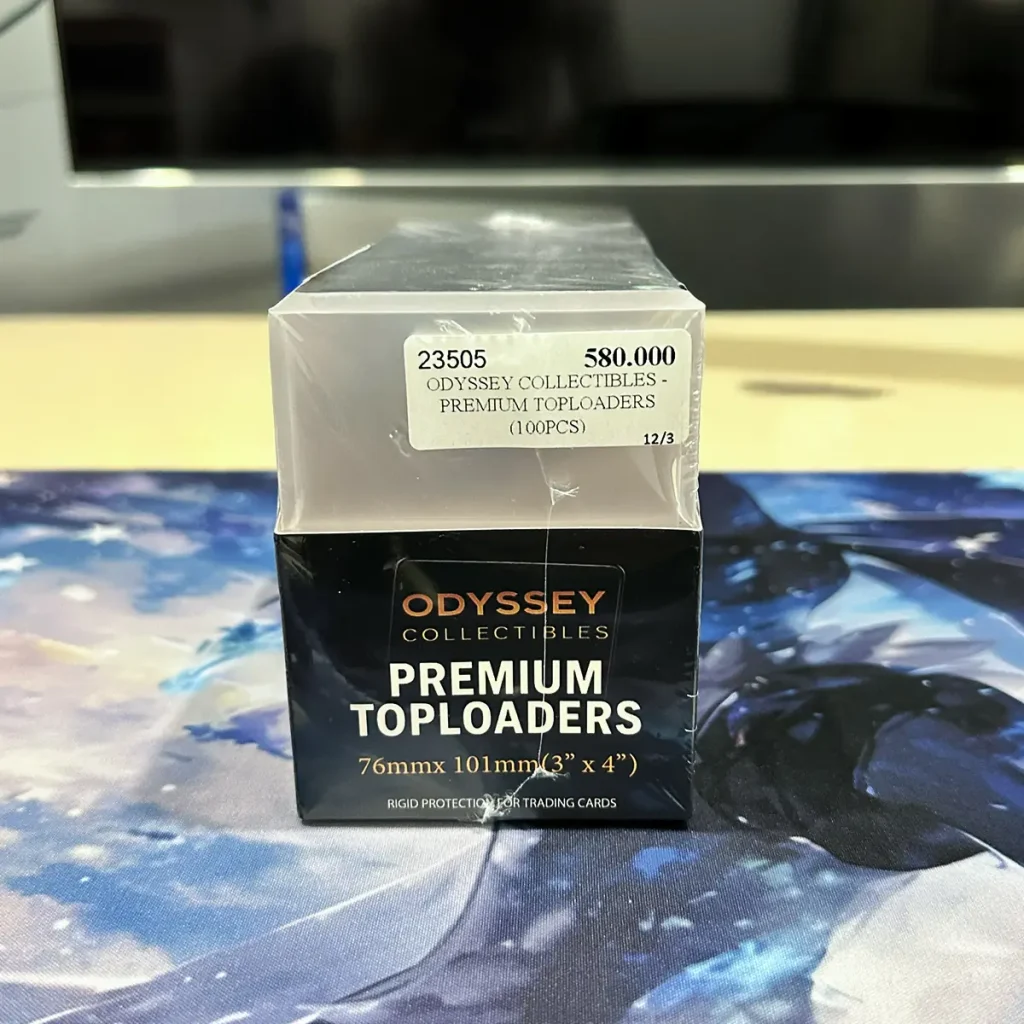 23505 580.000
ODYSSEY COLLECTIBLES -
PREMIUM TOPLOADERS
(100PCS)
12/3
ODYSSEY
COLLECTIBLES
PREMIUM
TOPLOADERS
76mmx 101mm(3” x 4”)
RIGID PROTECTION FOR TRADING CARDS